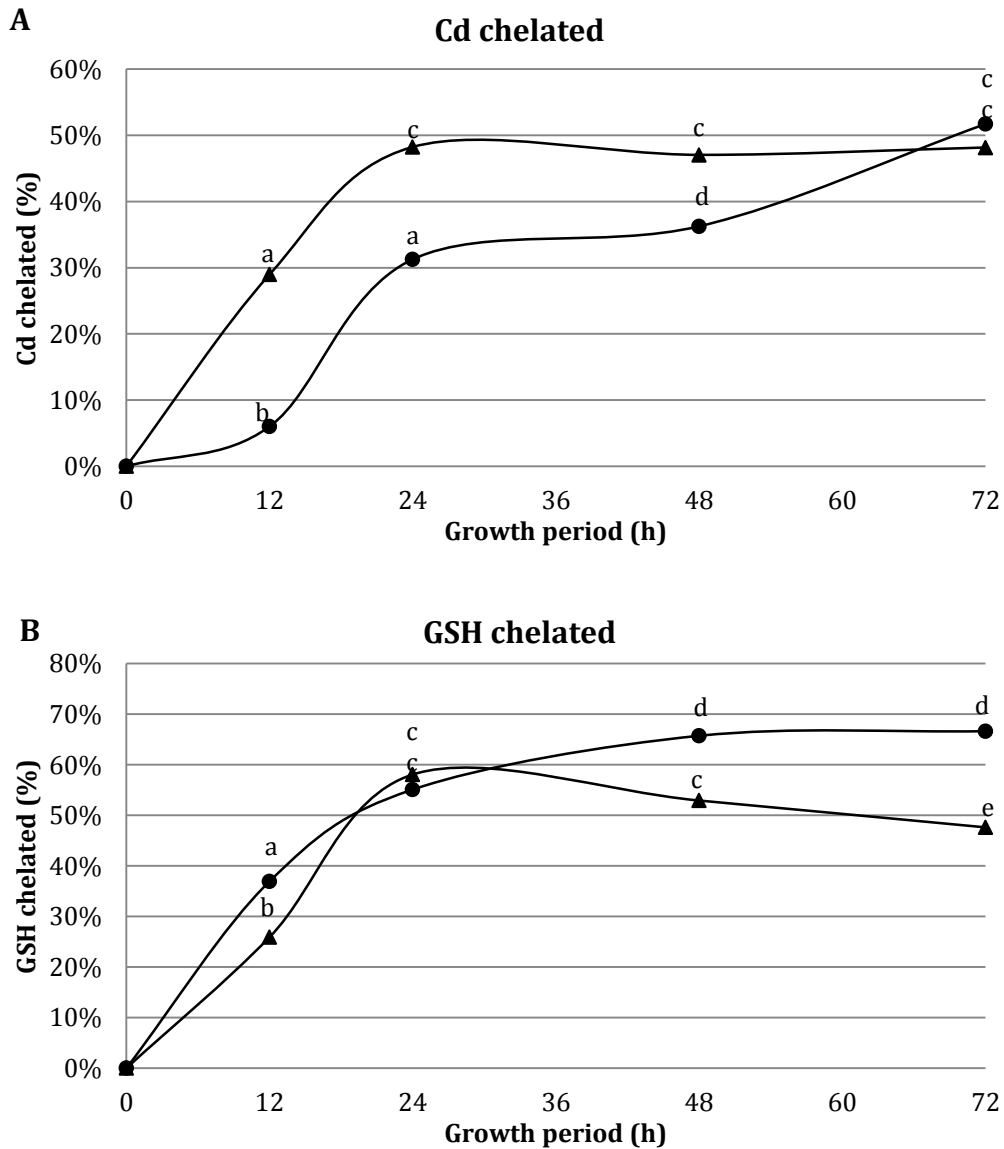 A
Cd chelated
Cd chelated (%)
60%
50%
40%
30%
20%
10%
0%
c
c
c
c
d
a
a
b
0 12 24 36 48 60 72
Growth period (h)
B
GSH chelated
GSH chelated (%)
80%
70%
60%
50%
40%
30%
20%
10%
0%
d
d
c
c
c
e
a
b
0 12 24 36 48 60 72
Growth period (h)